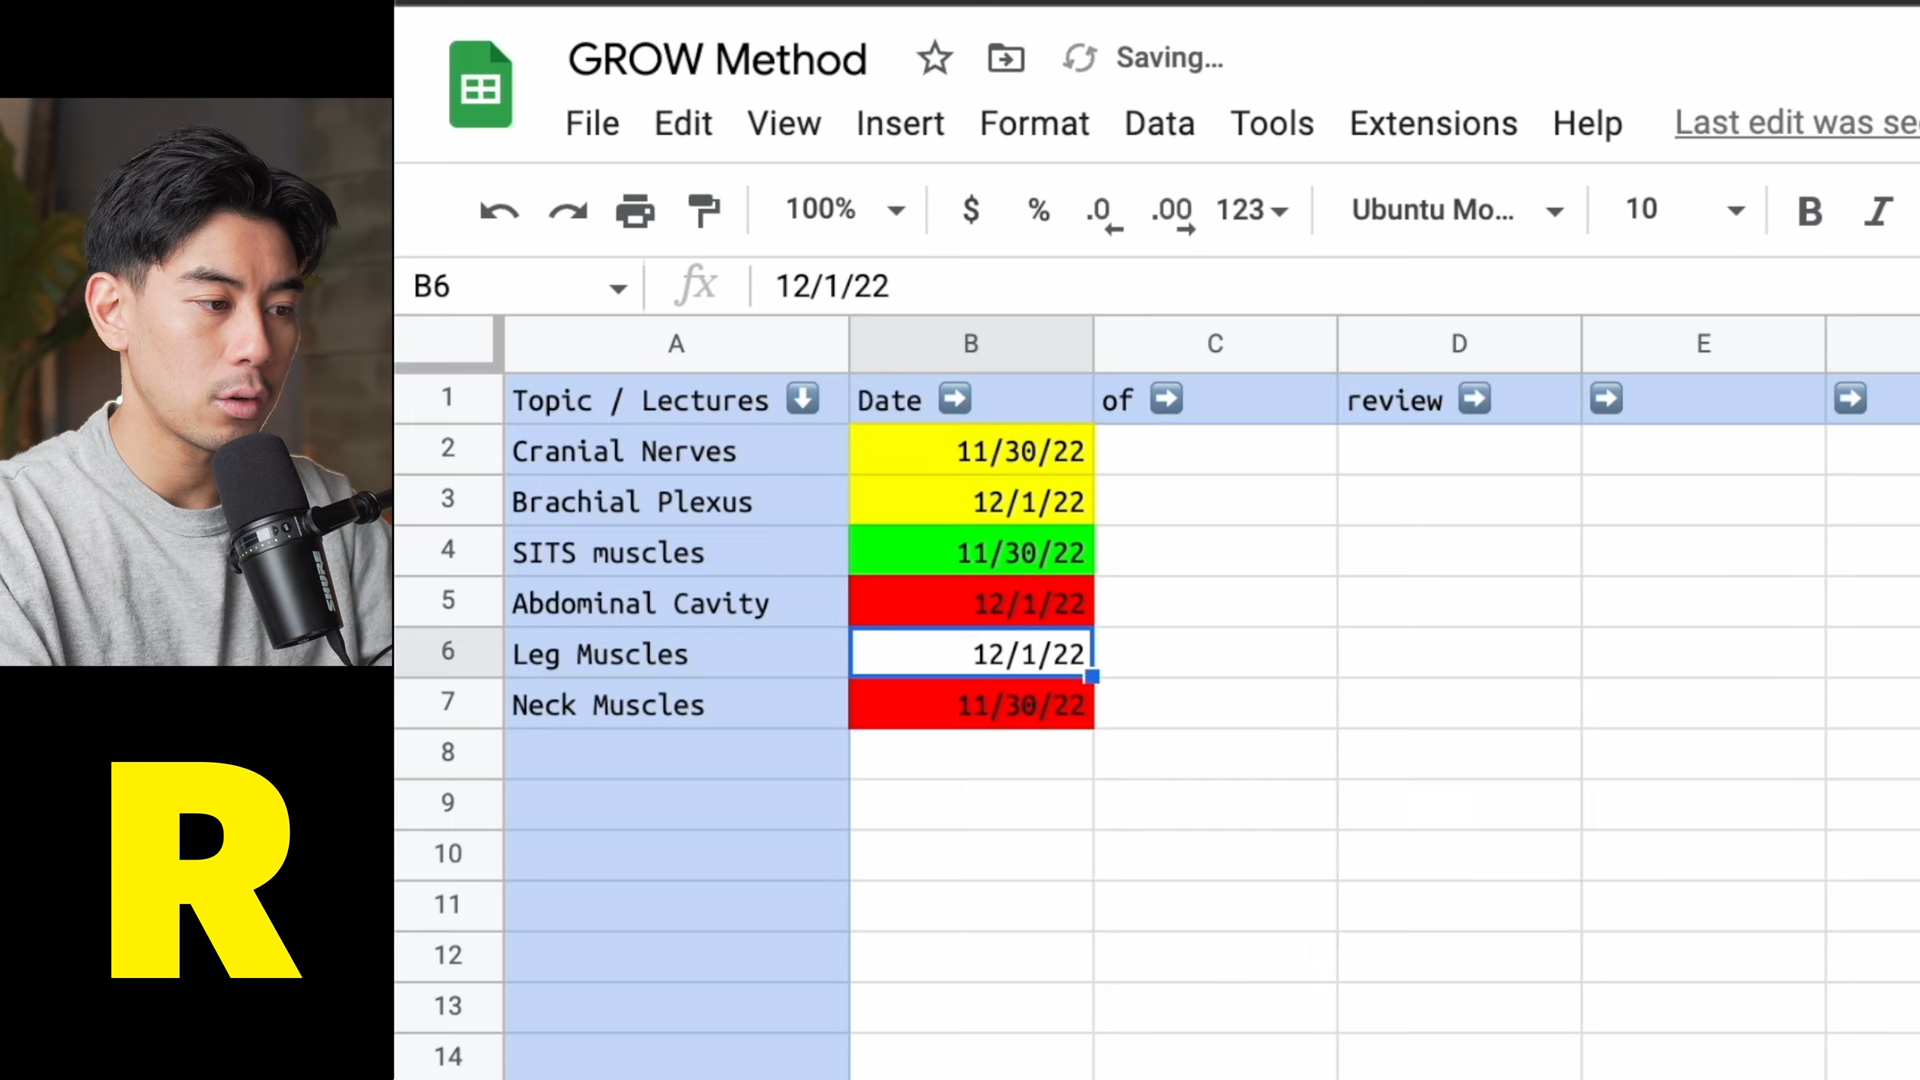 GROW Method Saving...
File Edit View Insert Format Data Tools Extensions Help Last edit was se
100% $ % .0 .00 123 Ubuntu Mo... 10 B I
B6 fx 12/1/22
A B C D E
1 Topic / Lectures ⬇️ Date ➡️ of ➡️ review ➡️ ➡️ ➡️
2 Cranial Nerves 11/30/22
3 Brachial Plexus 12/1/22
4 SITS muscles 11/30/22
5 Abdominal Cavity 12/1/22
6 Leg Muscles 12/1/22
7 Neck Muscles 11/30/22
8
9
10
11
12
13
14
SHURE
R